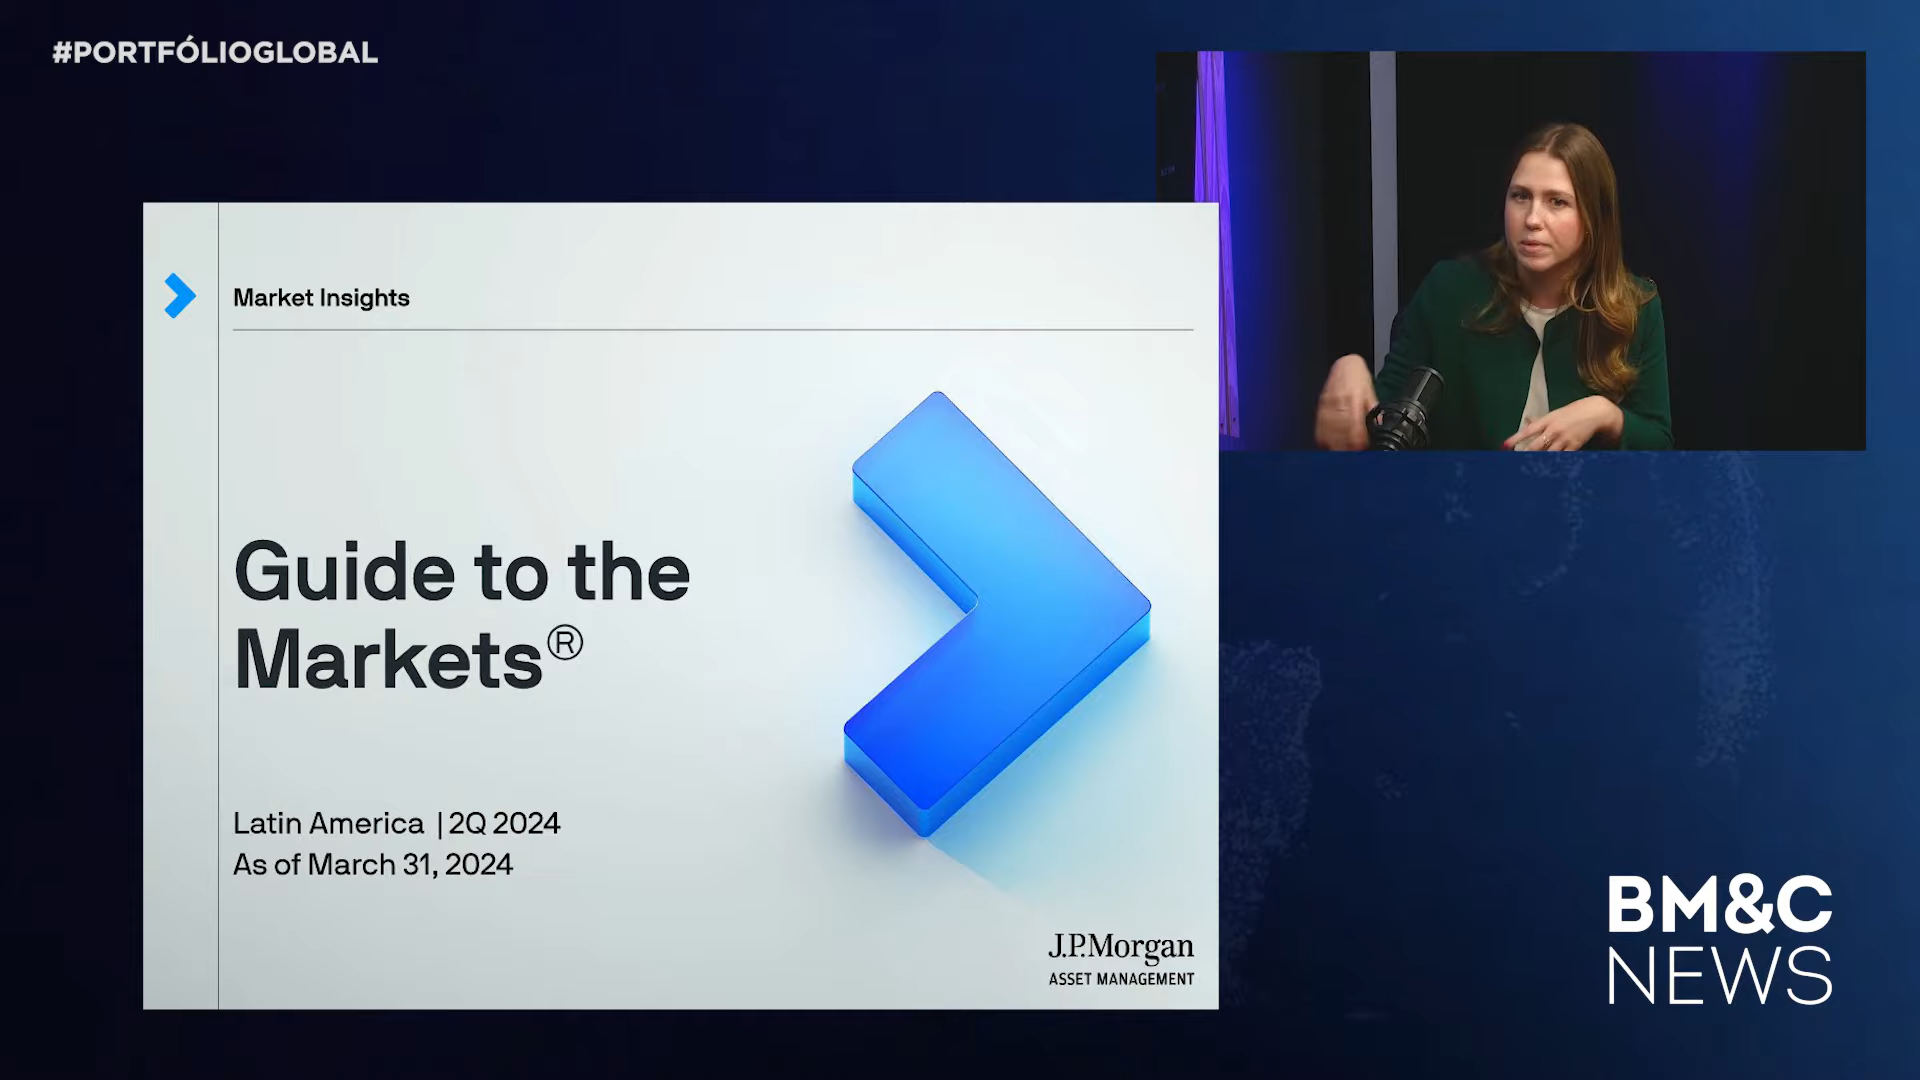 #PORTFÓLIOGLOBAL
Market Insights
Guide to the
Markets®
Latin America | 2Q 2024
As of March 31, 2024
J.P.Morgan
ASSET MANAGEMENT
BM&C
NEWS